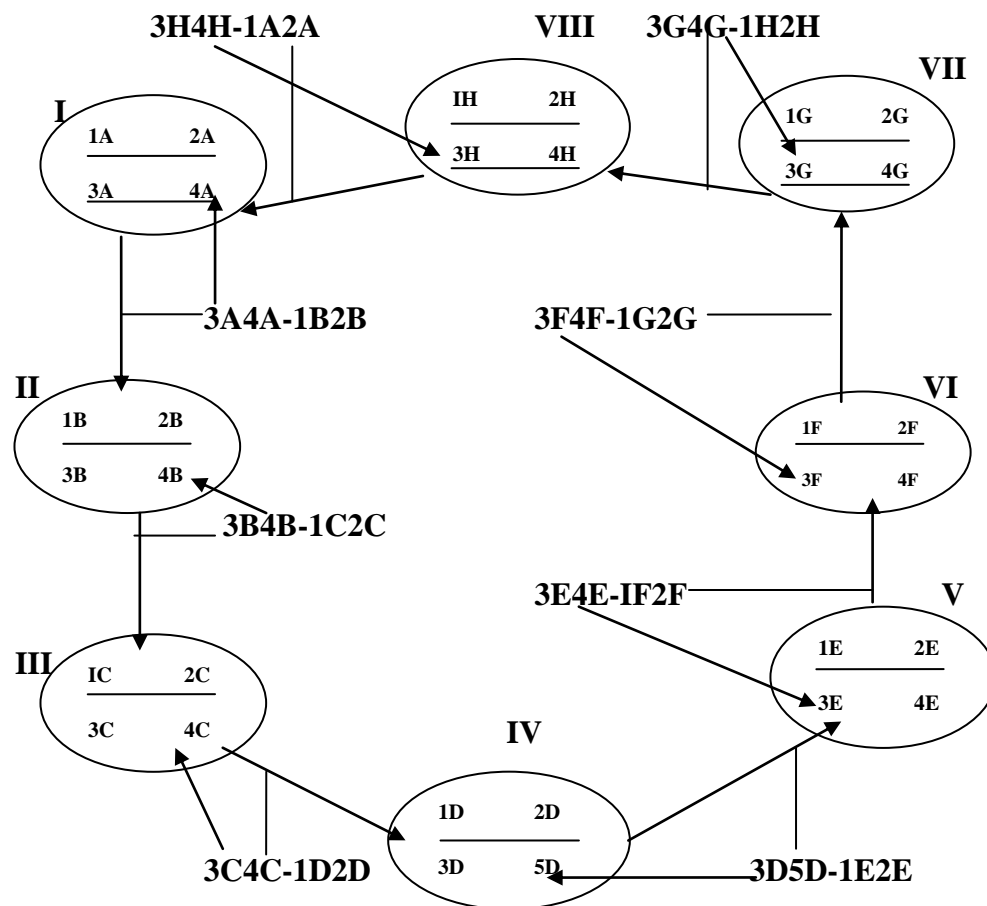 3H4H-1A2A VIII 3G4G-1H2H
VII
I
IH 2H
3H 4H
1G 2G
3G 4G
1A 2A
3A 4A
3A4A-1B2B 3F4F-1G2G
II VI
1B 2B
3B 4B
1F 2F
3F 4F
3B4B-1C2C
3E4E-IF2F V
III
IC 2C
3C 4C
1E 2E
3E 4E
IV
1D 2D
3D 5D
3C4C-1D2D 3D5D-1E2E